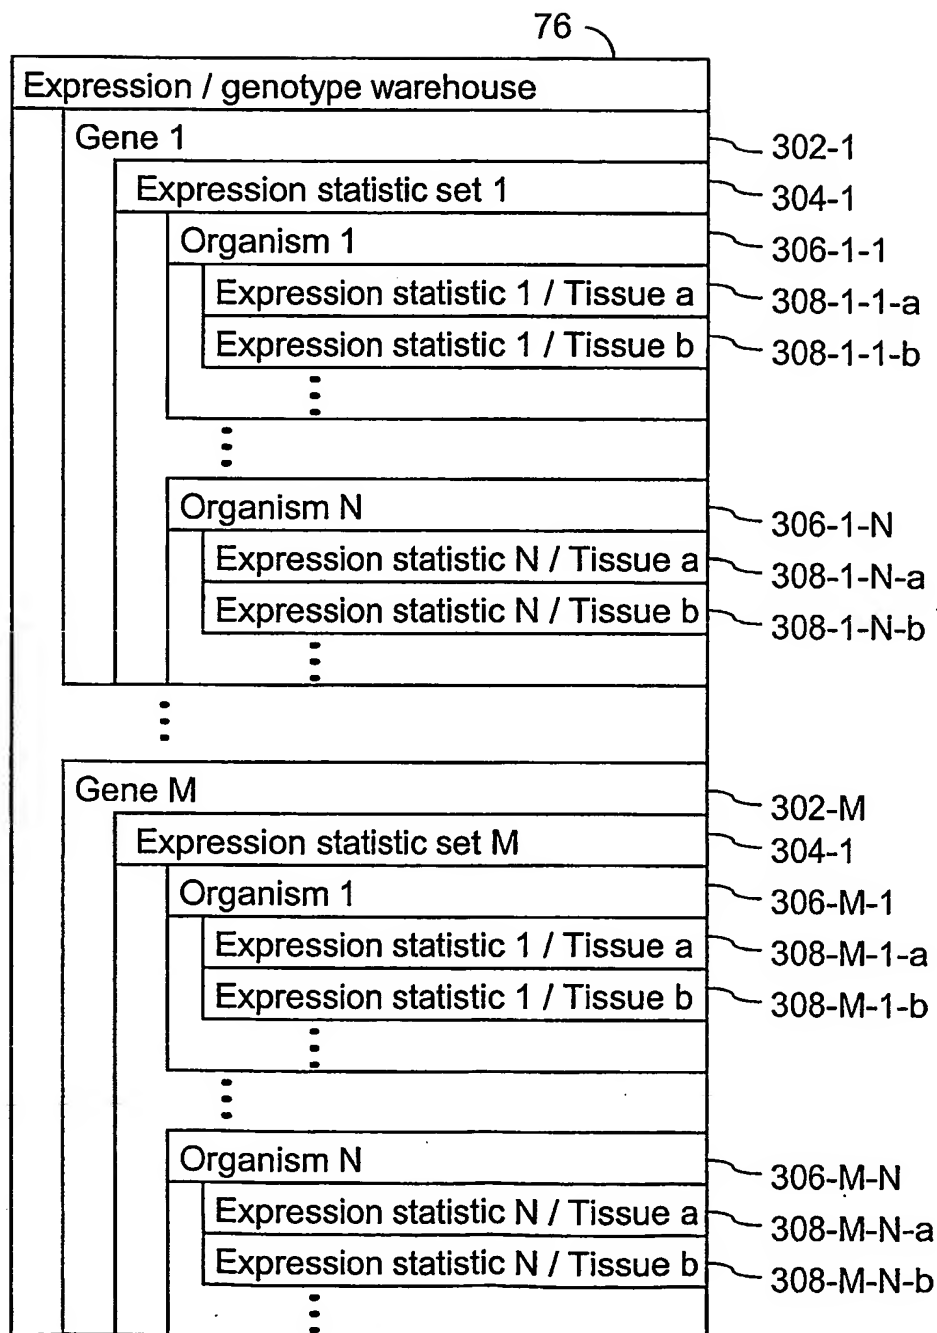 76
Expression / genotype warehouse
Gene 1
302-1
Expression statistic set 1
304-1
Organism 1
306-1-1
Expression statistic 1 / Tissue a
308-1-1-a
Expression statistic 1 / Tissue b
308-1-1-b
Organism N
306-1-N
Expression statistic N / Tissue a
308-1-N-a
Expression statistic N / Tissue b
308-1-N-b
Gene M
302-M
Expression statistic set M
304-1
Organism 1
306-M-1
Expression statistic 1 / Tissue a
308-M-1-a
Expression statistic 1 / Tissue b
308-M-1-b
Organism N
306-M-N
Expression statistic N / Tissue a
308-M-N-a
Expression statistic N / Tissue b
308-M-N-b